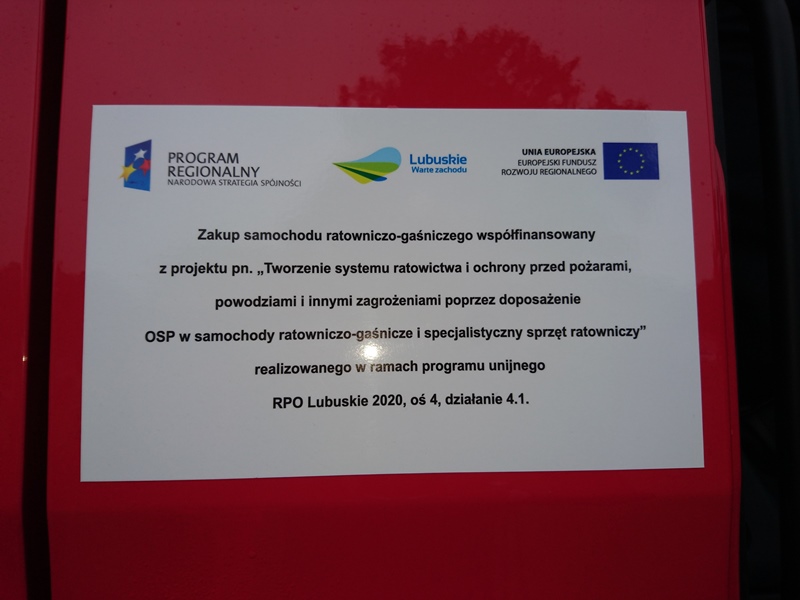 PROGRAM
REGIONALNY
NARODOWA STRATEGIA SPÓJNOŚCI
Lubuskie
Warte zachodu
UNIA EUROPEJSKA
EUROPEJSKI FUNDUSZ
ROZWOJU REGIONALNEGO
Zakup samochodu ratowniczo-gaśniczego współfinansowany
z projektu pn. „Tworzenie systemu ratownictwa i ochrony przed pożarami,
powodziami i innymi zagrożeniami poprzez doposażenie
OSP w samochody ratowniczo-gaśnicze i specjalistyczny sprzęt ratowniczy”
realizowanego w ramach programu unijnego
RPO Lubuskie 2020, oś 4, działanie 4.1.